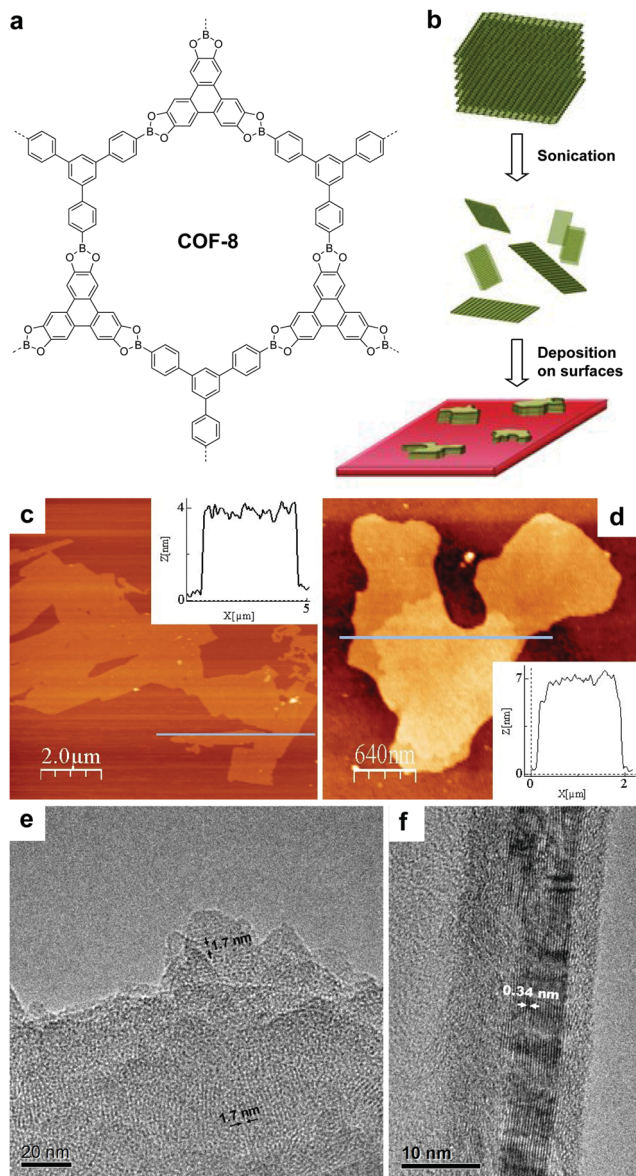 a
COF-8
b
Sonication
Deposition
on surfaces
c
Z[nm]
4
0
X[µm]
5
2.0µm
d
Z[nm]
7
0
0
X[µm]
2
640nm
e
1.7 nm
1.7 nm
20 nm
f
0.34 nm
10 nm
B
O
O
O
B
O
O
B
O
B
O
O
O
B
O
O
B
O
O
B
O
O
B
O
O
B
O